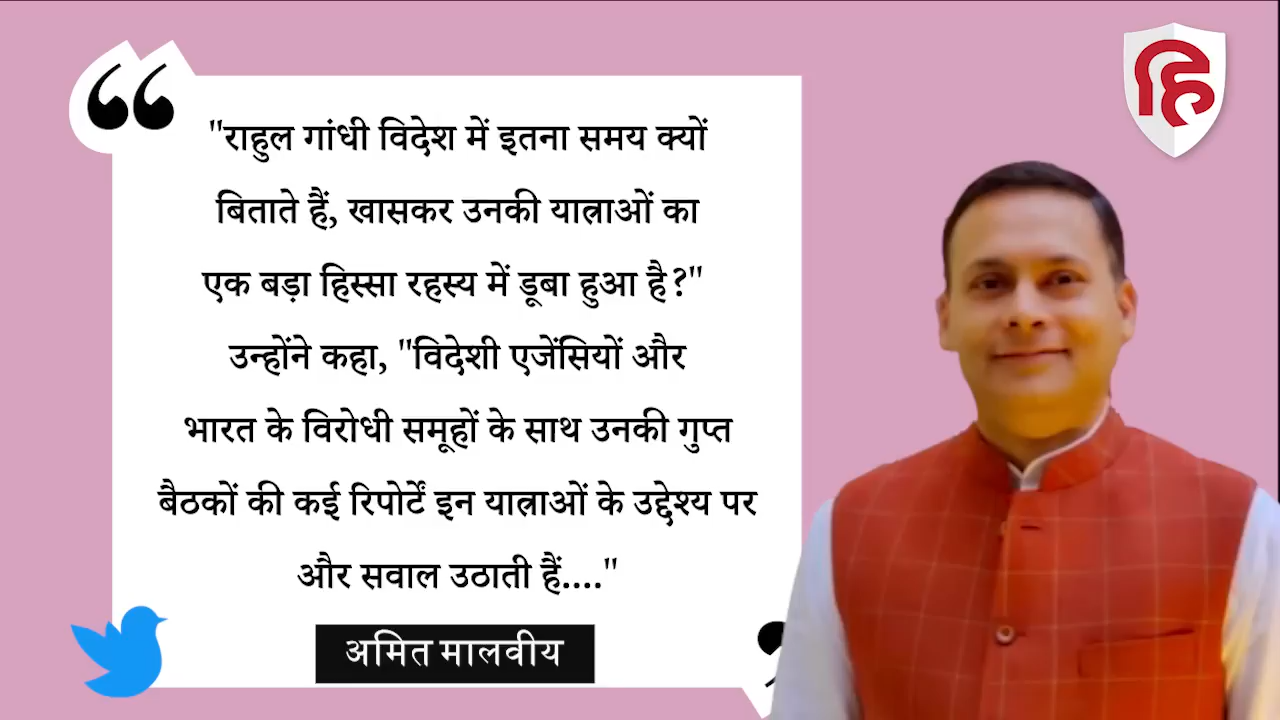 "राहुल गांधी विदेश में इतना समय क्यों
बिताते हैं, खासकर उनकी यात्राओं का
एक बड़ा हिस्सा रहस्य में डूबा हुआ है?"
उन्होंने कहा, "विदेशी एजेंसियों और
भारत के विरोधी समूहों के साथ उनकी गुप्त
बैठकों की कई रिपोर्टें इन यात्राओं के उद्देश्य पर
और सवाल उठाती हैं...."
अमित मालवीय
हि